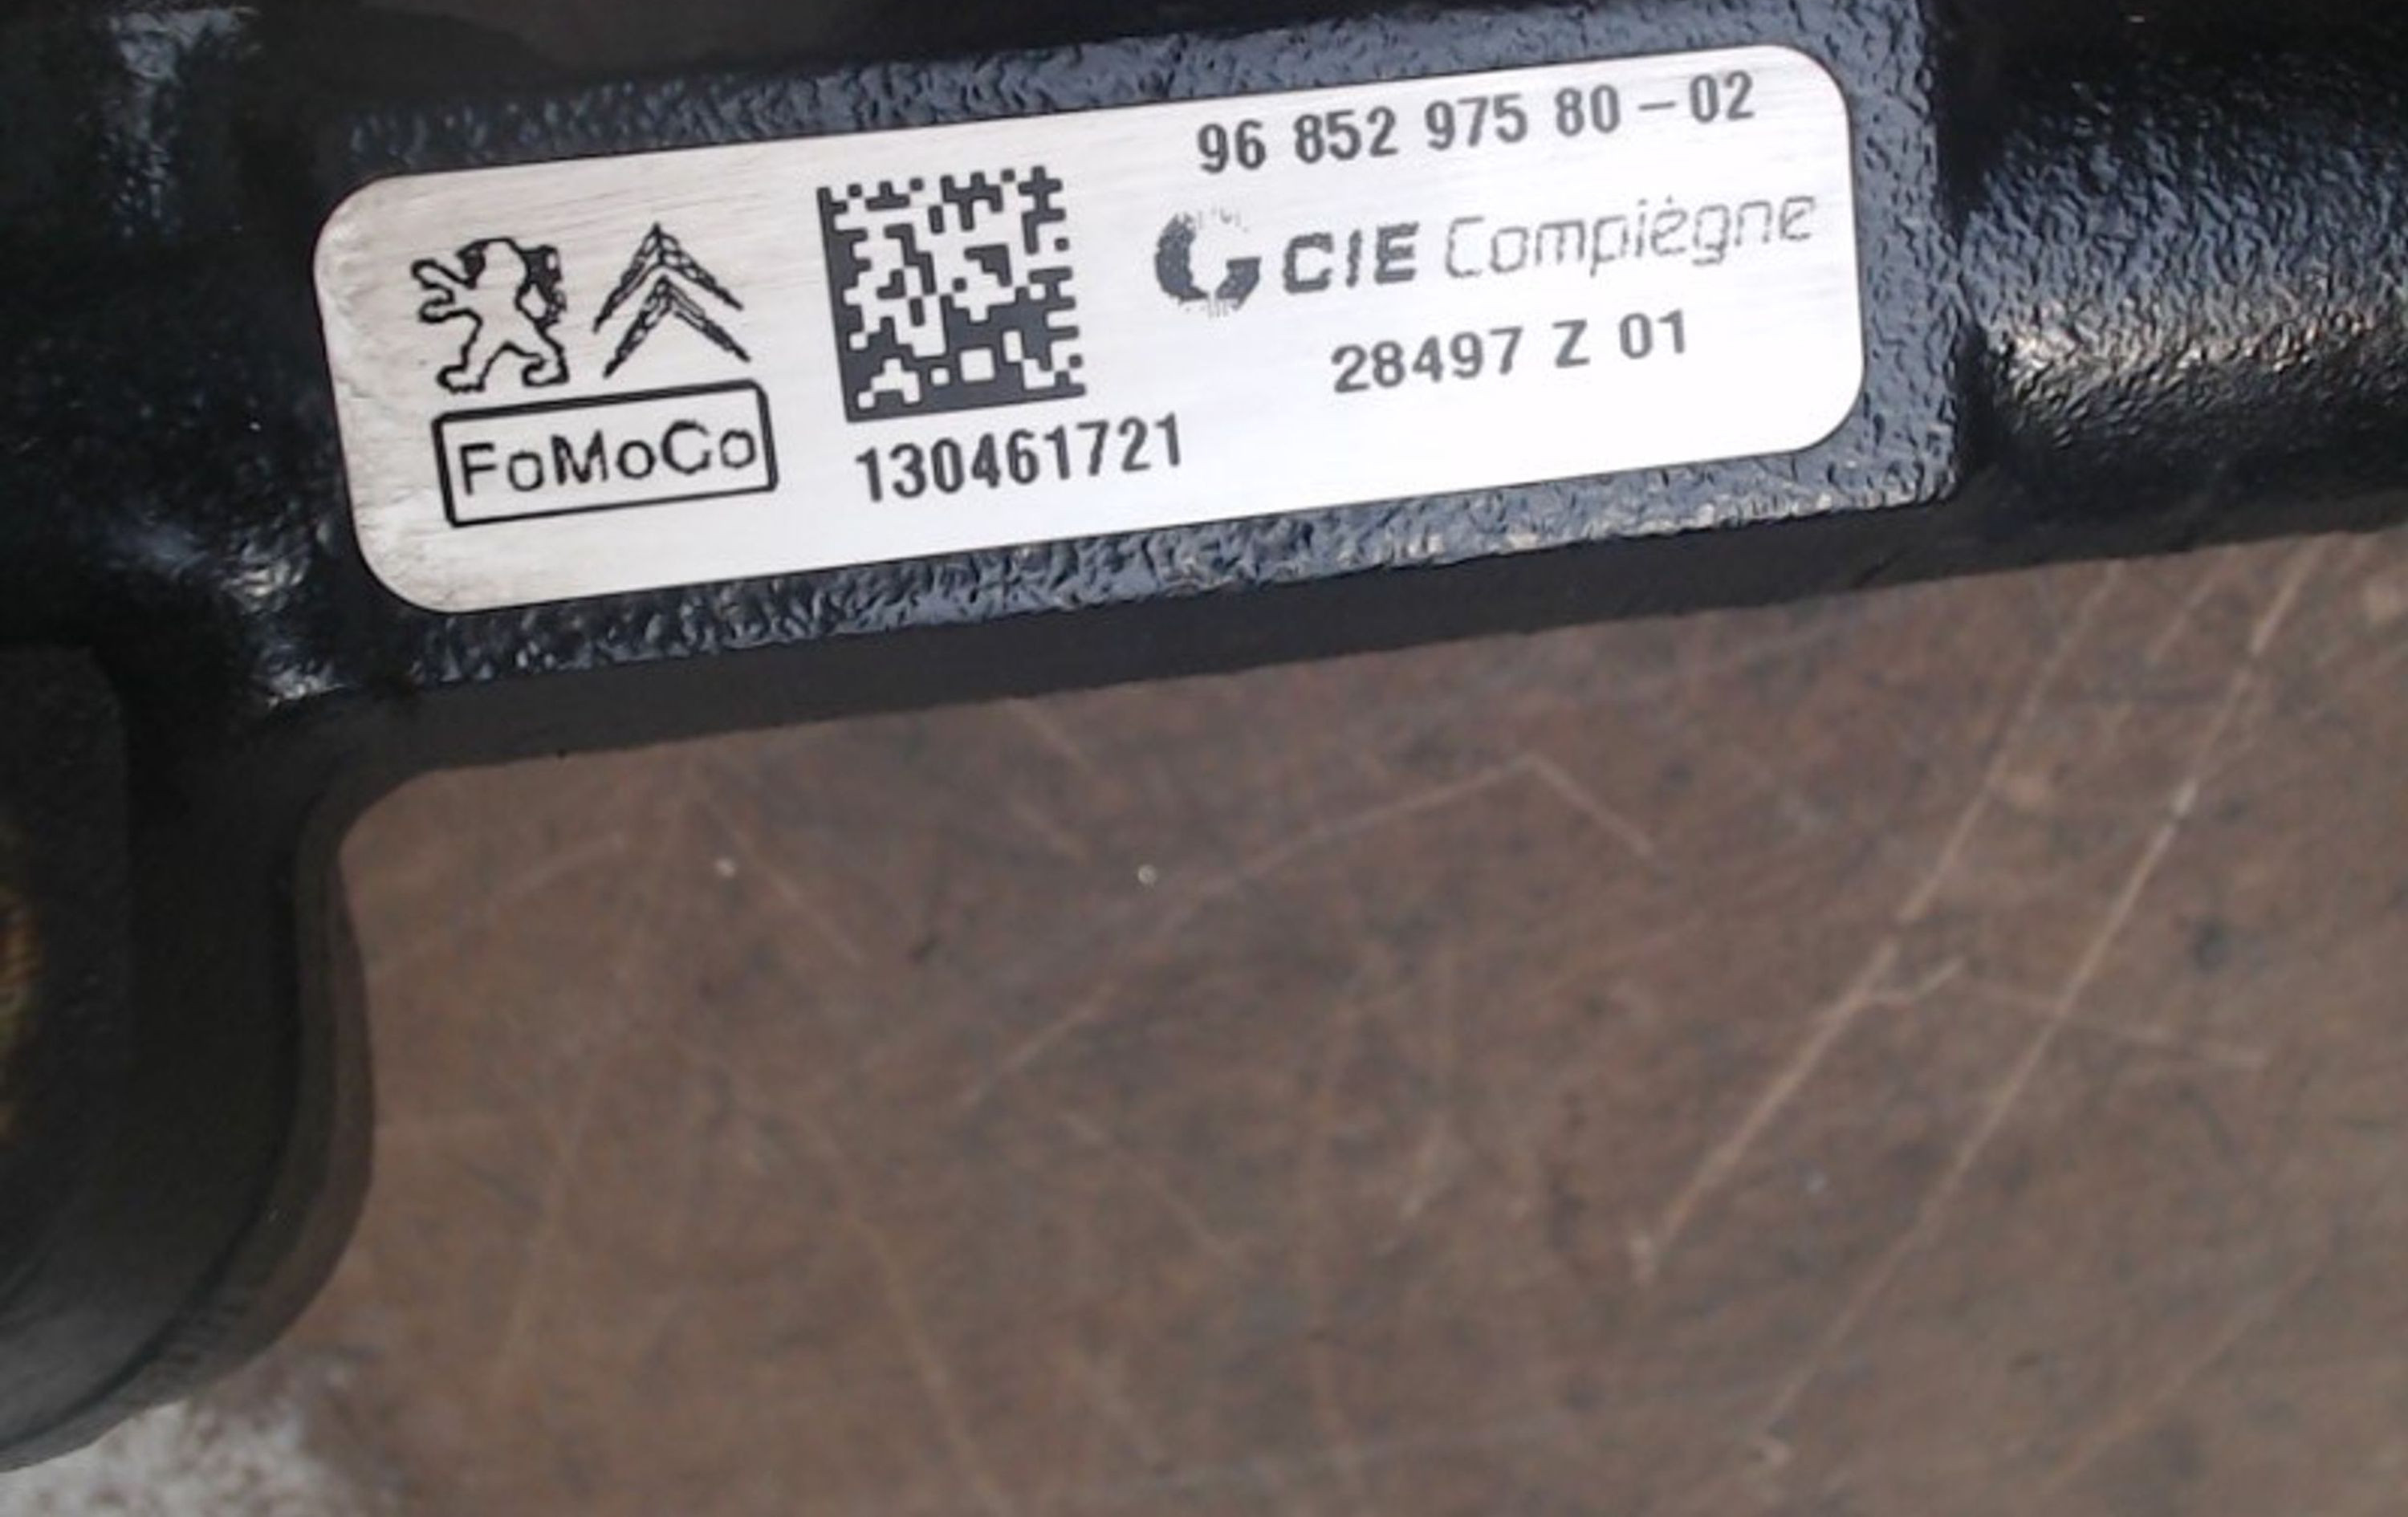 96 852 975 80-02
CIE Compiègne
28497 Z 01
FoMoCo
130461721